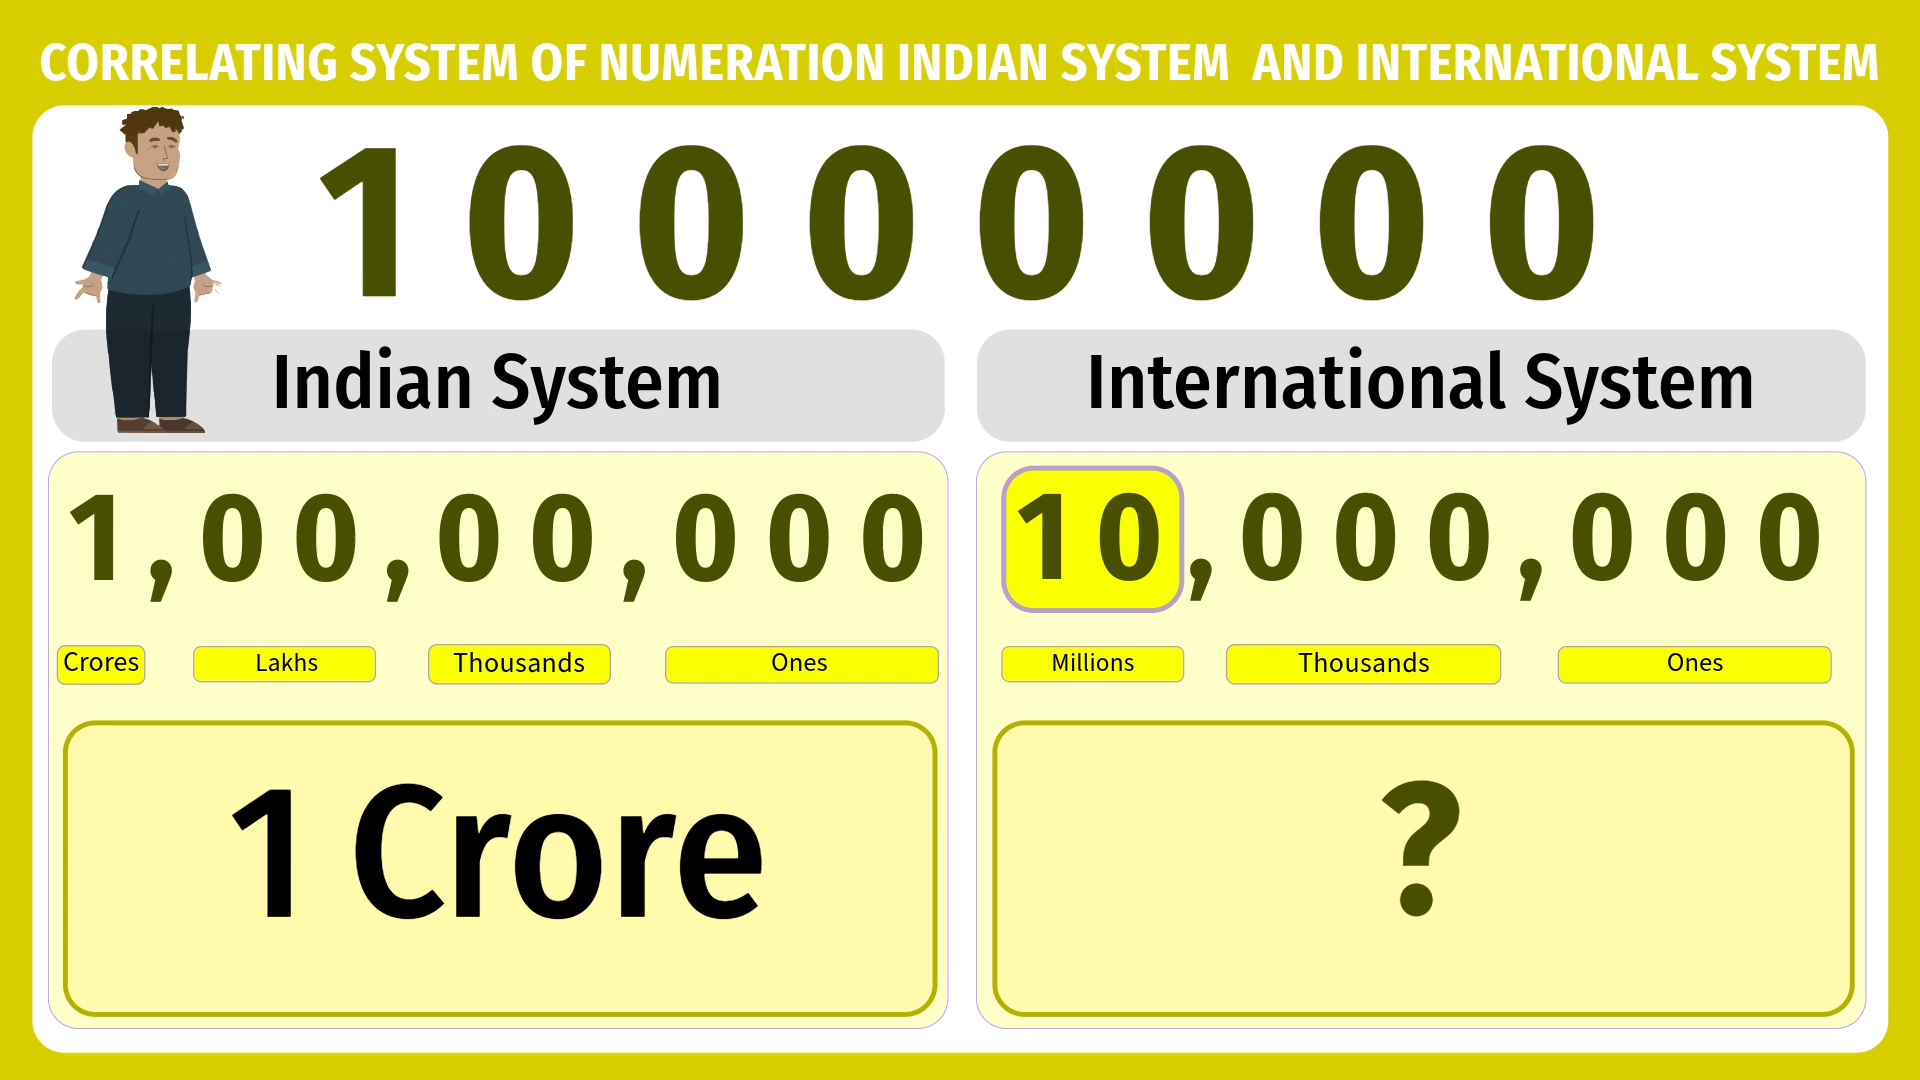 CORRELATING SYSTEM OF NUMERATION INDIAN SYSTEM  AND INTERNATIONAL SYSTEM
1 0 0 0 0 0 0 0
Indian System
International System
1,00,00,000
Crores
Lakhs
Thousands
Ones
1 Crore
10,000,000
Millions
Thousands
Ones
?